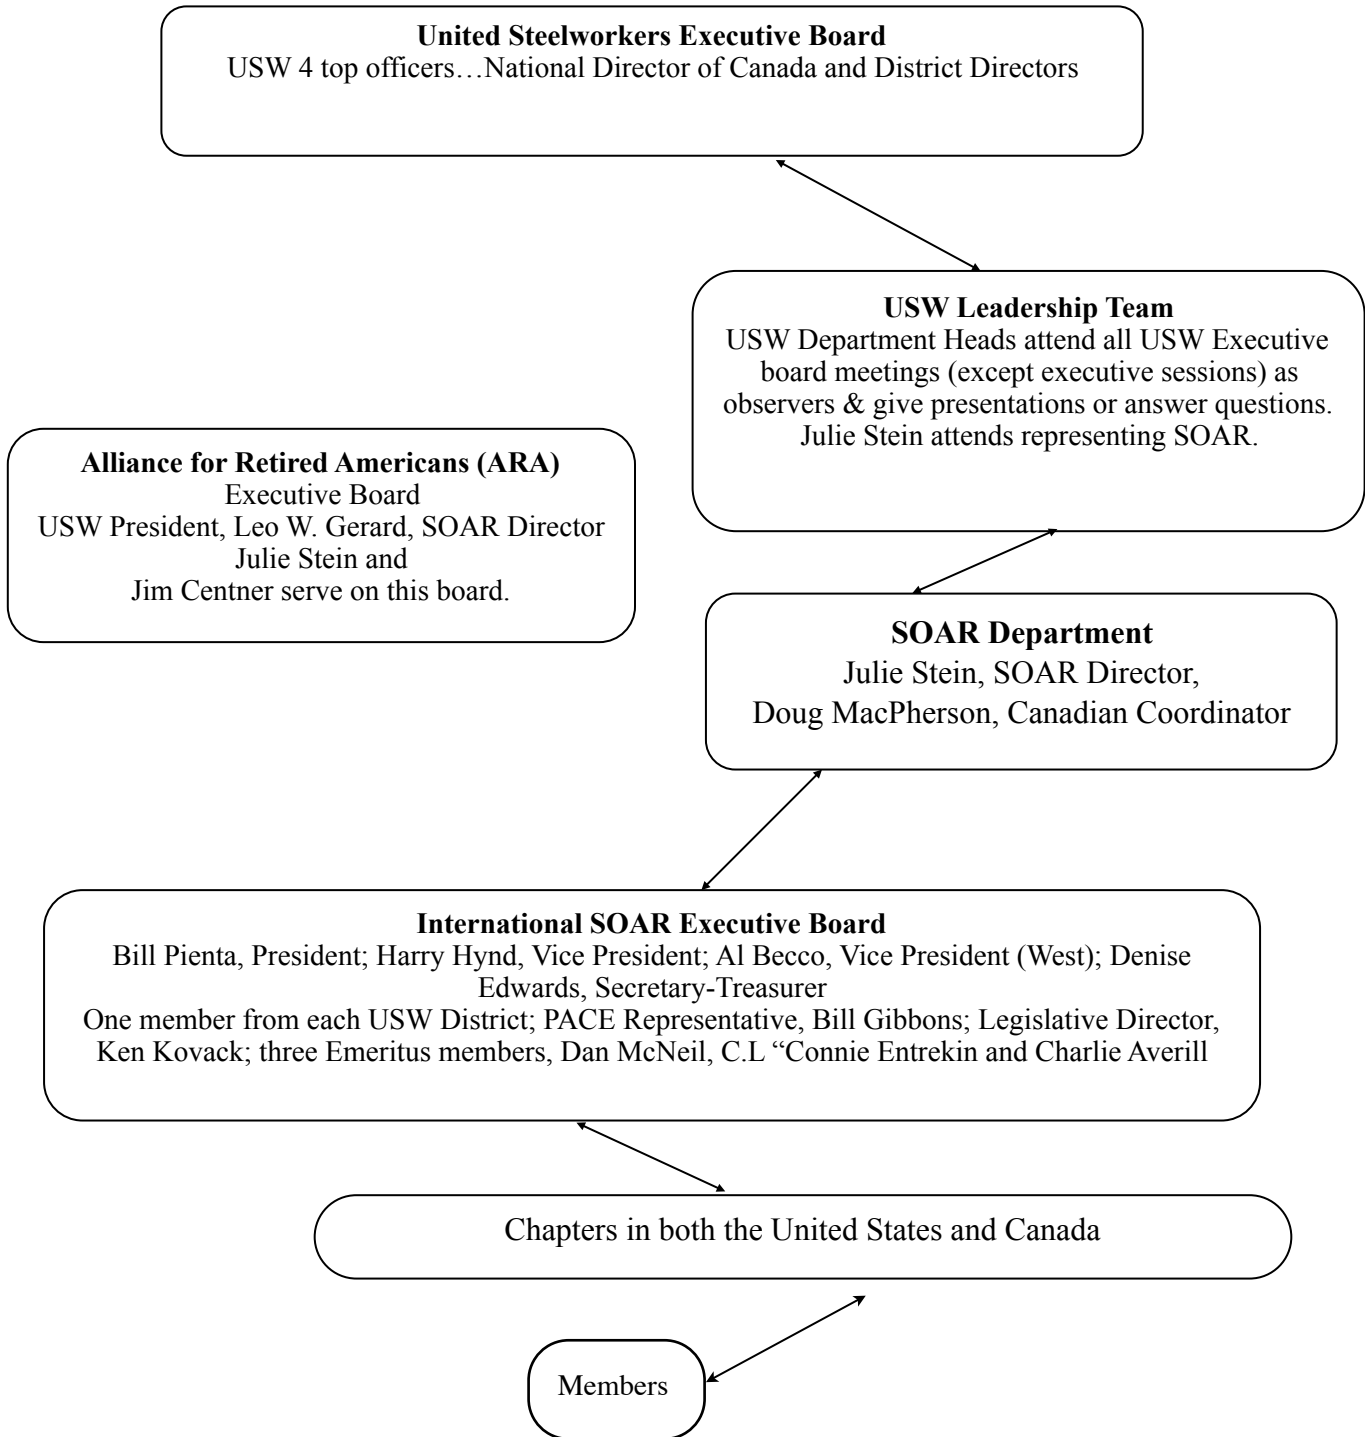 United Steelworkers Executive Board
USW 4 top officers…National Director of Canada and District Directors
USW Leadership Team
USW Department Heads attend all USW Executive
board meetings (except executive sessions) as
observers & give presentations or answer questions.
Julie Stein attends representing SOAR.
Alliance for Retired Americans (ARA)
Executive Board
USW President, Leo W. Gerard, SOAR Director
Julie Stein and
Jim Centner serve on this board.
SOAR Department
Julie Stein, SOAR Director,
Doug MacPherson, Canadian Coordinator
International SOAR Executive Board
Bill Pienta, President; Harry Hynd, Vice President; Al Becco, Vice President (West); Denise
Edwards, Secretary-Treasurer
One member from each USW District; PACE Representative, Bill Gibbons; Legislative Director,
Ken Kovack; three Emeritus members, Dan McNeil, C.L “Connie Entrekin and Charlie Averill
Chapters in both the United States and Canada
Members